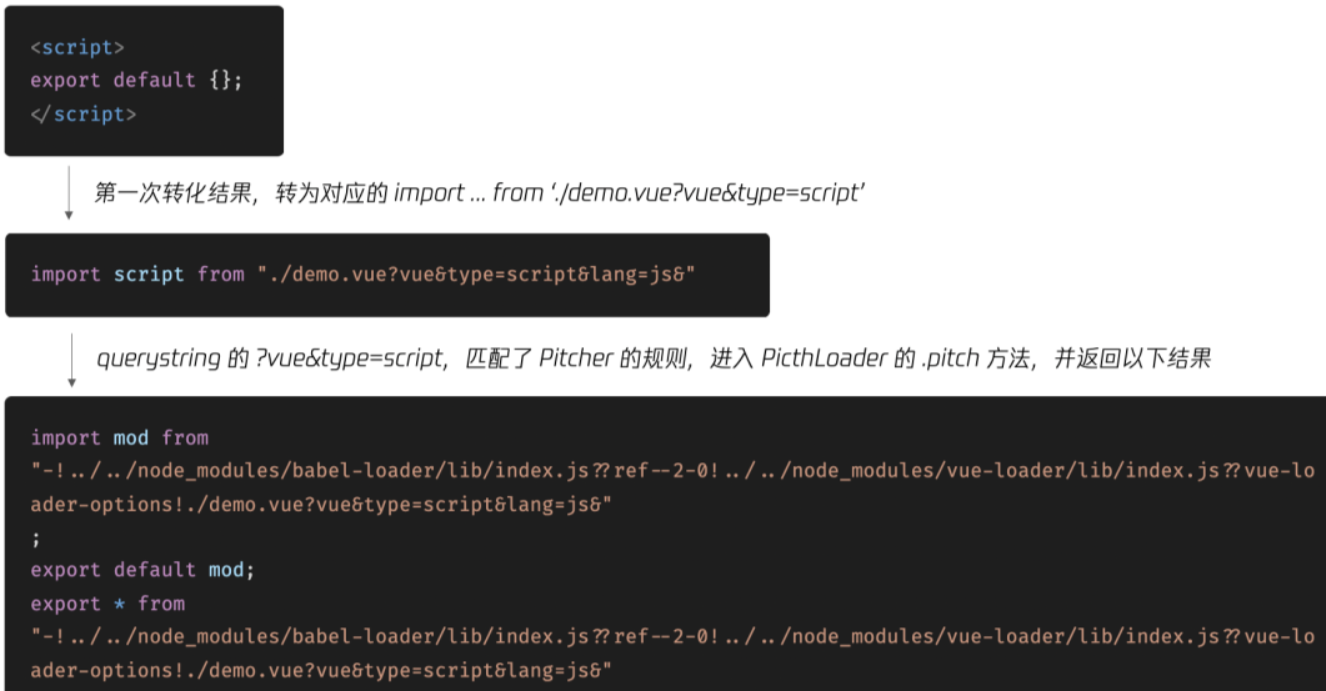 <script>
export default {};
</script>
第一次转化结果，转为对应的 import ... from ‘./demo.vue?vue&type=script’
import script from "./demo.vue?vue&type=script&lang=js&"
querystring 的 ?vue&type=script，匹配了 Pitcher 的规则，进入 PicthLoader 的 .pitch 方法，并返回以下结果
import mod from
"-!../../node_modules/babel-loader/lib/index.js??ref--2-0!../../node_modules/vue-loader/lib/index.js??vue-lo
ader-options!./demo.vue?vue&type=script&lang=js&"
;
export default mod;
export * from
"-!../../node_modules/babel-loader/lib/index.js??ref--2-0!../../node_modules/vue-loader/lib/index.js??vue-lo
ader-options!./demo.vue?vue&type=script&lang=js&"